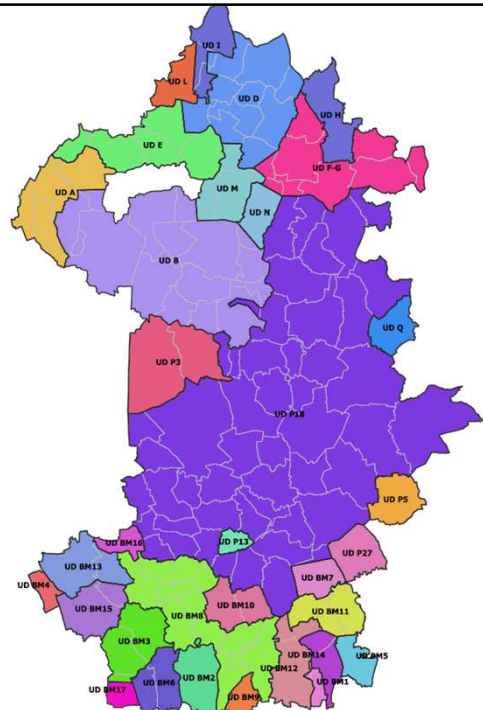 UD I
UD L
UD D
UD H
UD E
UD F-G
UD A
UD M
UD N
UD B
UD Q
UD P3
UD P18
UD P5
UD BM16
UD P13
UD P27
UD BM13
UD BM7
UD BM4
UD BM15
UD BM10
UD BM8
UD BM11
UD BM3
UD BM14
UD BM5
UD BM12
UD BM2
UD BM6
UD BM1
UD BM17
UD BM9